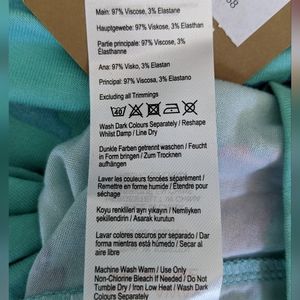 Main: 97% Viscose, 3% Elastane
Hauptgewebe: 97% Viskose, 3% Elasthan
Partie principale: 97% Viscose, 3%
Élasthanne
Ana: 97% Visko, 3% Elastan
Principal: 97% Viscosa, 3% Elastano
Excluding all Trimmings
Wash Dark Colours Separately / Reshape
Whilst Damp / Line Dry
Dunkle Farben getrennt waschen / Feucht
in Form bringen / Zum Trocknen
aufhängen
Laver les couleurs foncées séparément
/ Remettre en forme humide / Étendre pour
séchage
Koyu renklileri ayrı yıkayın / Nemliyken
şekilündirin / Asarak kurutun
Lavar colores oscuros por separado / Dar
forma mientras está húmedo / Secar al
aire libre
Machine Wash Warm / Use Only
Non-Chlorine Bleach If Needed / Do Not
Tumble Dry / Iron Low Heat / Wash Dark